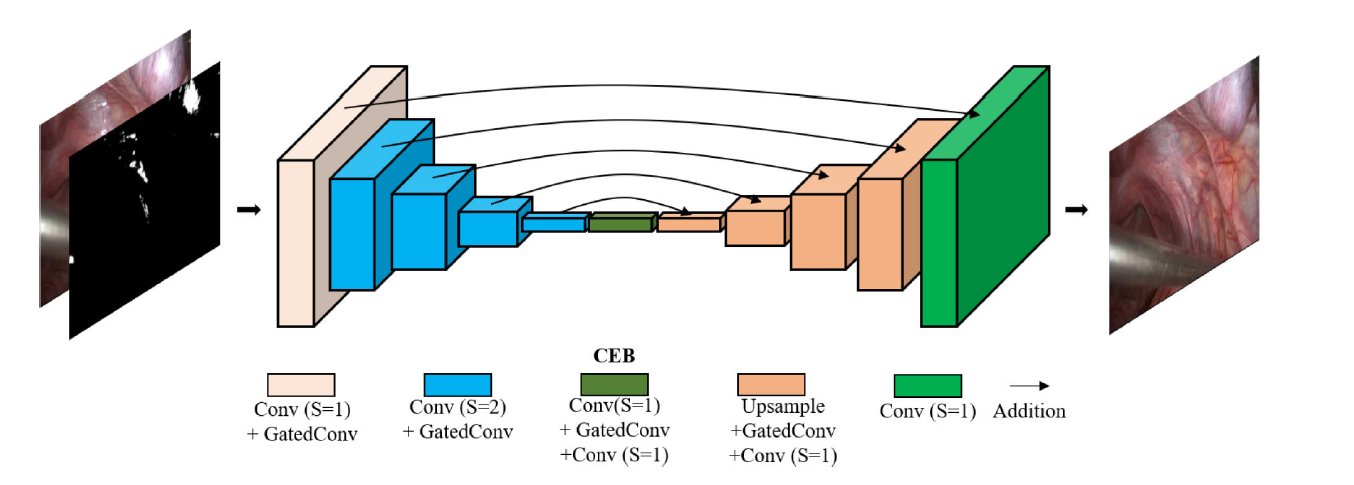 CEB
Conv (S=1)
+ GatedConv
Conv (S=2)
+ GatedConv
Conv(S=1)
+ GatedConv
+Conv (S=1)
Upsample
+GatedConv
+Conv (S=1)
Conv (S=1)
Addition